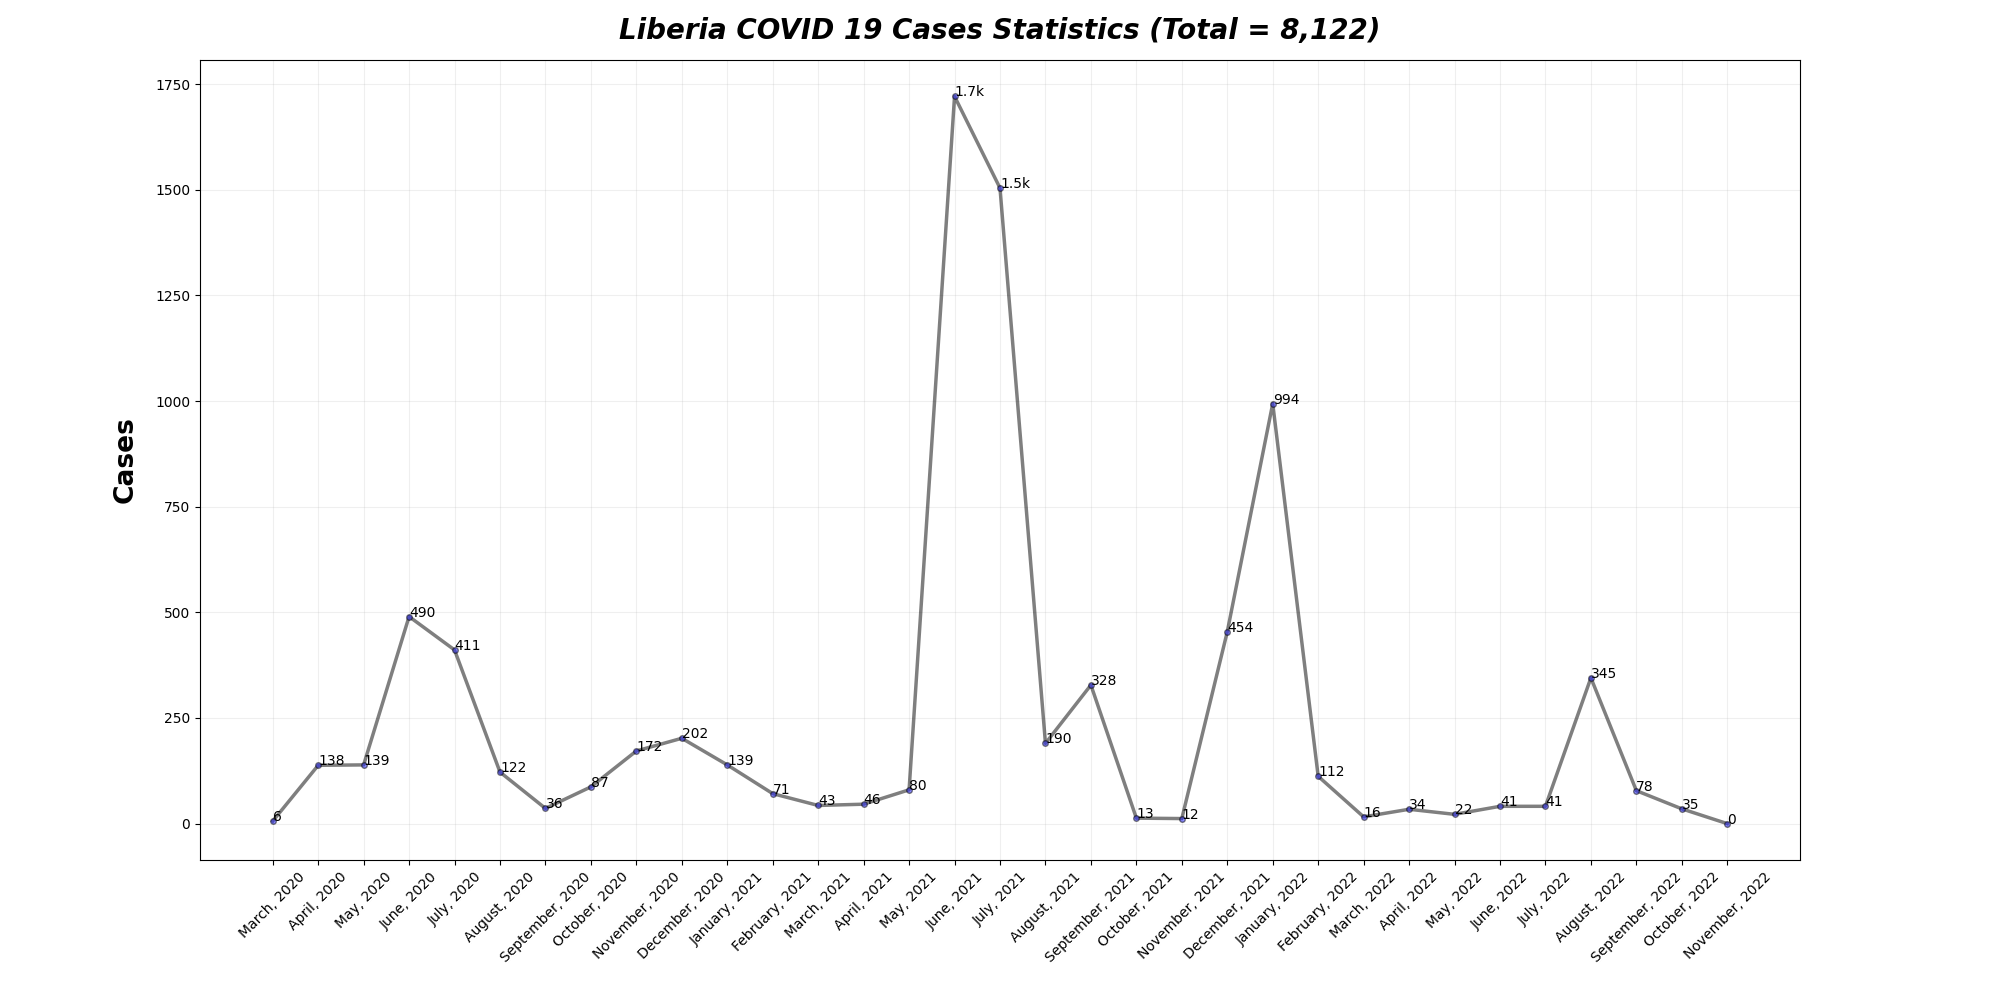 Liberia COVID 19 Cases Statistics (Total = 8,122)
Cases
1750
1500
1250
1000
750
500
250
0
6
138
139
490
411
122
36
87
172
202
139
71
43
46
80
1.7k
1.5k
190
328
13
12
454
994
112
16
34
22
41
41
345
78
35
0
March, 2020
April, 2020
May, 2020
June, 2020
July, 2020
August, 2020
September, 2020
October, 2020
November, 2020
December, 2020
January, 2021
February, 2021
March, 2021
April, 2021
May, 2021
June, 2021
July, 2021
August, 2021
September, 2021
October, 2021
November, 2021
December, 2021
January, 2022
February, 2022
March, 2022
April, 2022
May, 2022
June, 2022
July, 2022
August, 2022
September, 2022
October, 2022
November, 2022